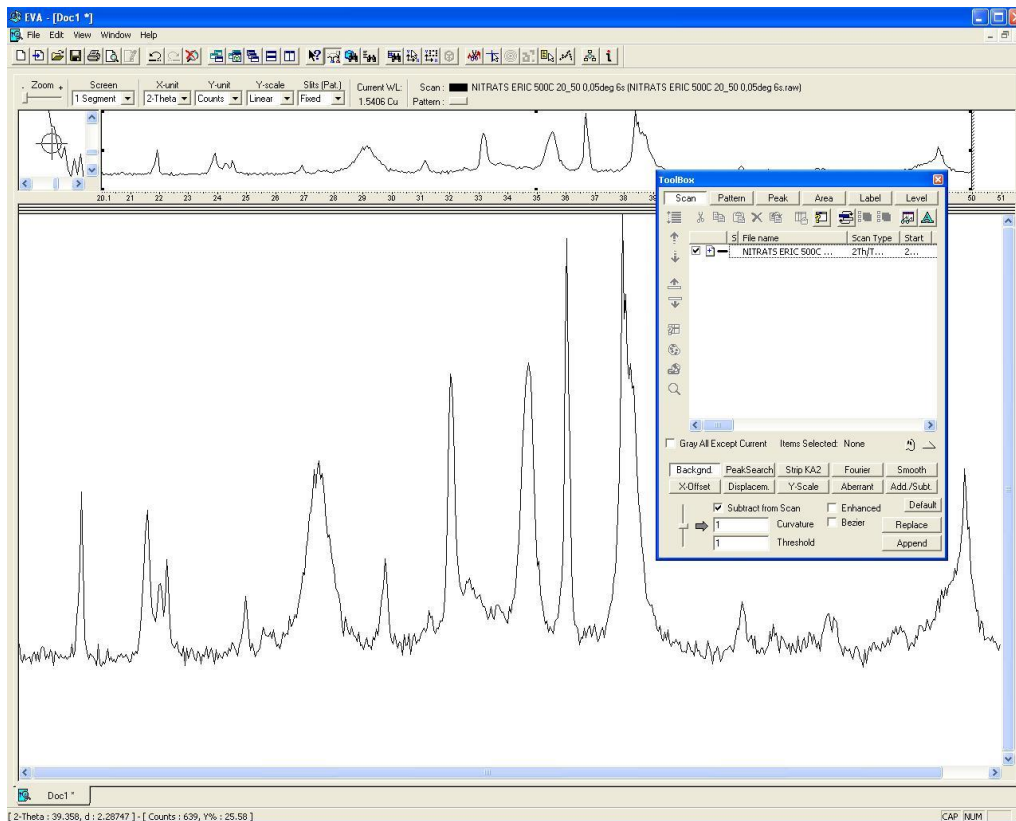 EVA - [Doc1 *]
File Edit View Window Help
- Zoom + Screen X-unit Y-unit Y-scale Slits (Pat.) Current WL: Scan : NITRATS ERIC 500C 20_50 0,05deg 6s (NITRATS ERIC 500C 20_50 0,05deg 6s.raw)
1 Segment 2-Theta Counts Linear Fixed 1.5406 Cu Pattern :
20.1 21 22 23 24 25 26 27 28 29 30 31 32 33 34 35 36 37 38 39 50 51
ToolBox
Scan Pattern Peak Area Label Level
S File name Scan Type Start
NITRATS ERIC 500C ... 2Th/T... 2...
Gray All Except Current Items Selected: None
Backgnd. PeakSearch Strip KA2 Fourier Smooth
X-Offset Displacem. Y-Scale Aberrant Add./Subt.
Subtract from Scan Enhanced Default
1 Curvature Bezier Replace
1 Threshold Append
Doc1 *
[ 2-Theta : 39.358, d : 2.28747 ] - [ Counts : 639, Y% : 25.58 ] CAP NUM